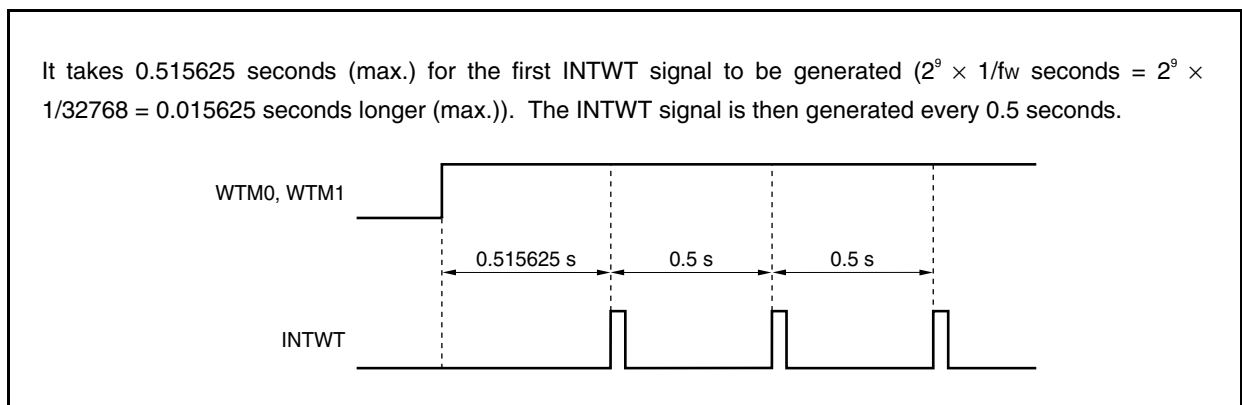 It takes 0.515625 seconds (max.) for the first INTWT signal to be generated (2⁹ × 1/fw seconds = 2⁹ ×
1/32768 = 0.015625 seconds longer (max.)). The INTWT signal is then generated every 0.5 seconds.
WTM0, WTM1
0.515625 s 0.5 s 0.5 s
INTWT